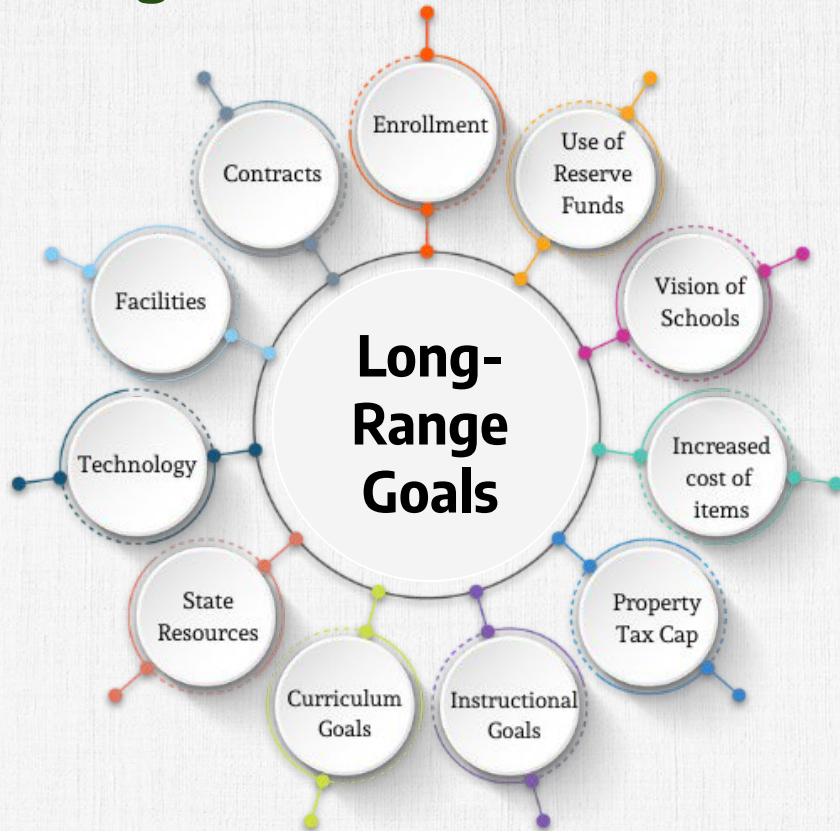 Enrollment
Use of
Reserve
Funds
Vision of
Schools
Increased
cost of
items
Property
Tax Cap
Instructional
Goals
Curriculum
Goals
State
Resources
Technology
Facilities
Contracts
Long-
Range
Goals